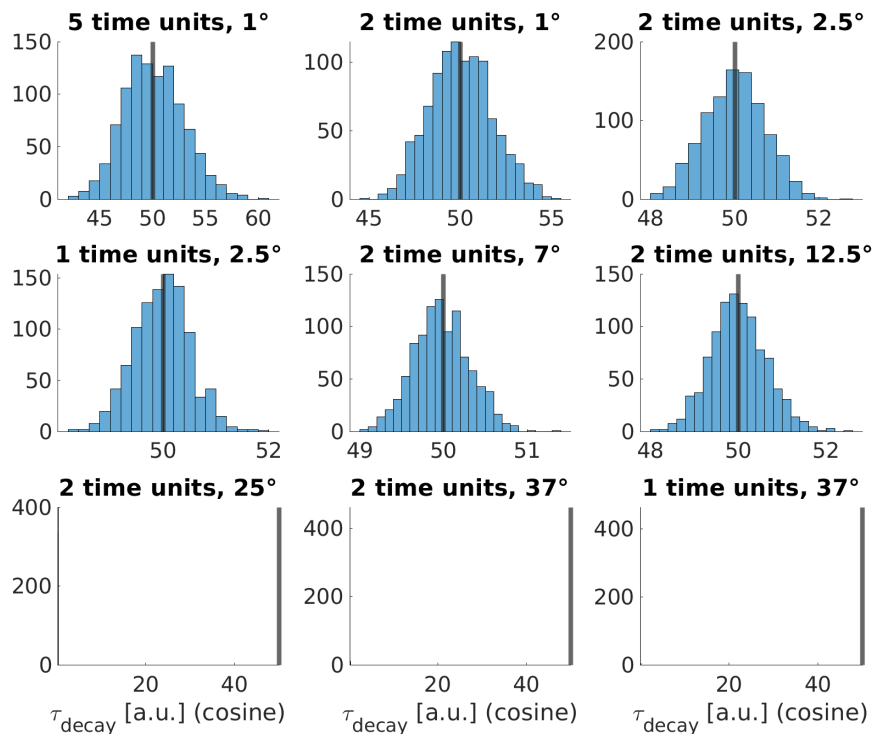 5 time units, 1°
150
100
50
0
45 50 55 60
2 time units, 1°
100
50
0
45 50 55
2 time units, 2.5°
200
100
0
48 50 52
1 time units, 2.5°
150
100
50
0
50 52
2 time units, 7°
150
100
50
0
49 50 51
2 time units, 12.5°
150
100
50
0
48 50 52
2 time units, 25°
400
200
0
20 40
τdecay [a.u.] (cosine)
2 time units, 37°
400
200
0
20 40
τdecay [a.u.] (cosine)
1 time units, 37°
400
200
0
20 40
τdecay [a.u.] (cosine)